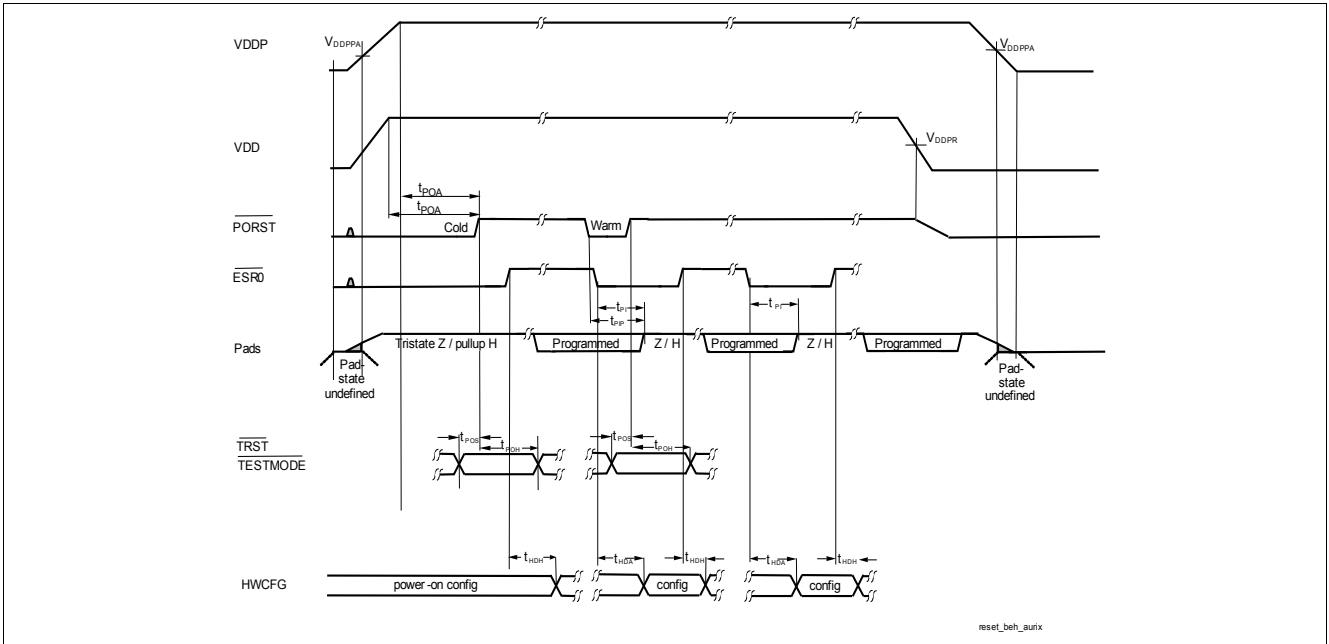 VDDP
VDDPPA
VDDPPA
VDD
VDDPR
tPOA
tPOA
PORST
Cold
Warm
ESR0
tPI
tPI
tPIP
Pads
Tristate Z / pullup H
Programmed
Z / H
Programmed
Z / H
Programmed
Pad-
state
undefined
Pad-
state
undefined
TRST
TESTMODE
tPOS
tPOH
tPOS
tPOH
HWCFG
tHDH
tHDA
tHDH
tHDA
tHDH
power -on config
config
config
reset_beh_aurix